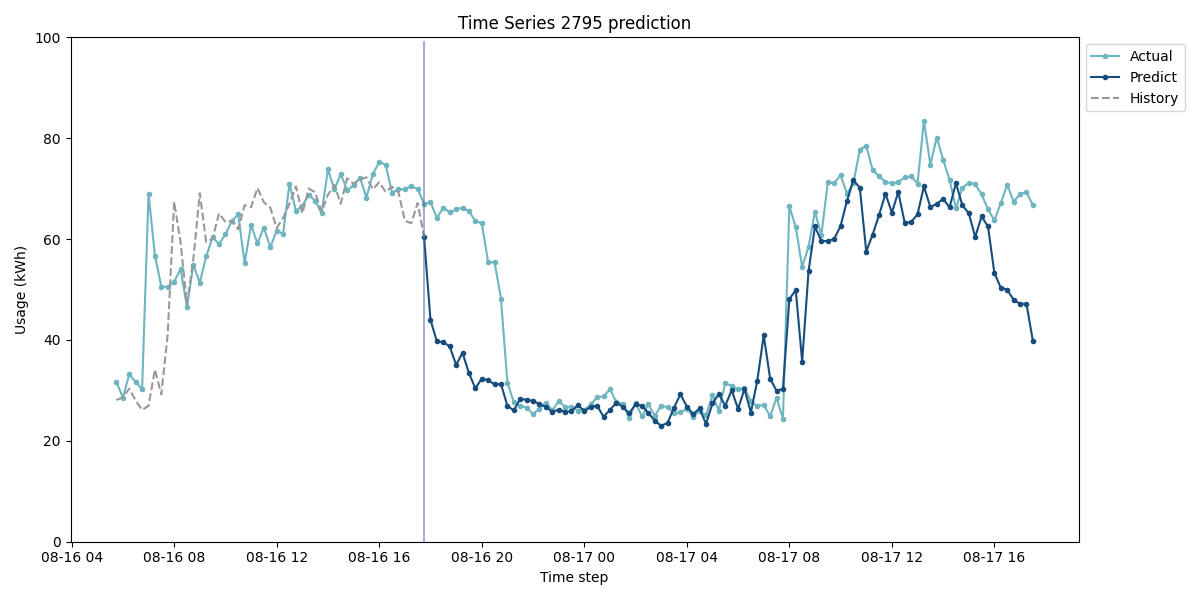 Time Series 2795 prediction
100
80
60
40
20
0
Usage (kWh)
08-16 04
08-16 08
08-16 12
08-16 16
08-16 20
08-17 00
08-17 04
08-17 08
08-17 12
08-17 16
Time step
Actual
Predict
History